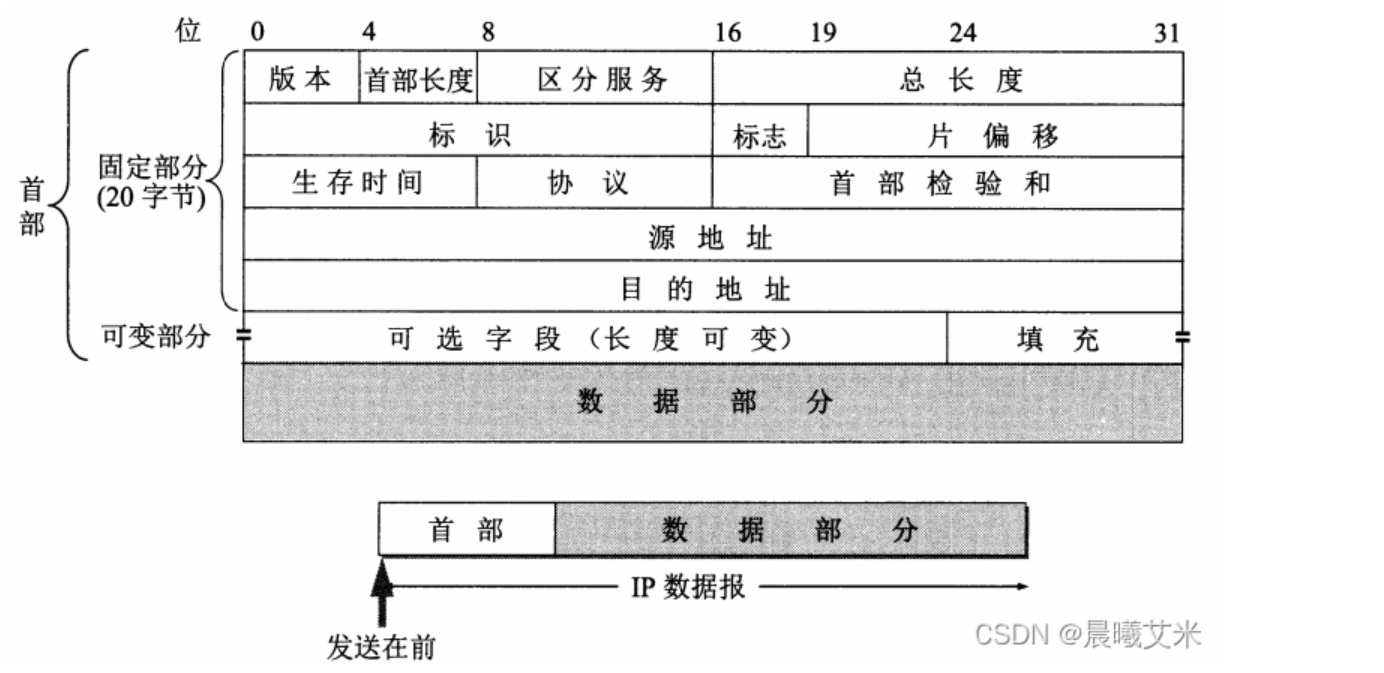 位 0 4 8 16 19 24 31
版本 首部长度 区分服务 总长度
标识 标志 片偏移
固定部分
(20 字节)
首部
生存时间 协议 首部检验和
源地址
目的地址
可变部分 可选字段（长度可变） 填充
数据部分
首部 数据部分
IP 数据报
发送在前
CSDN @晨曦艾米